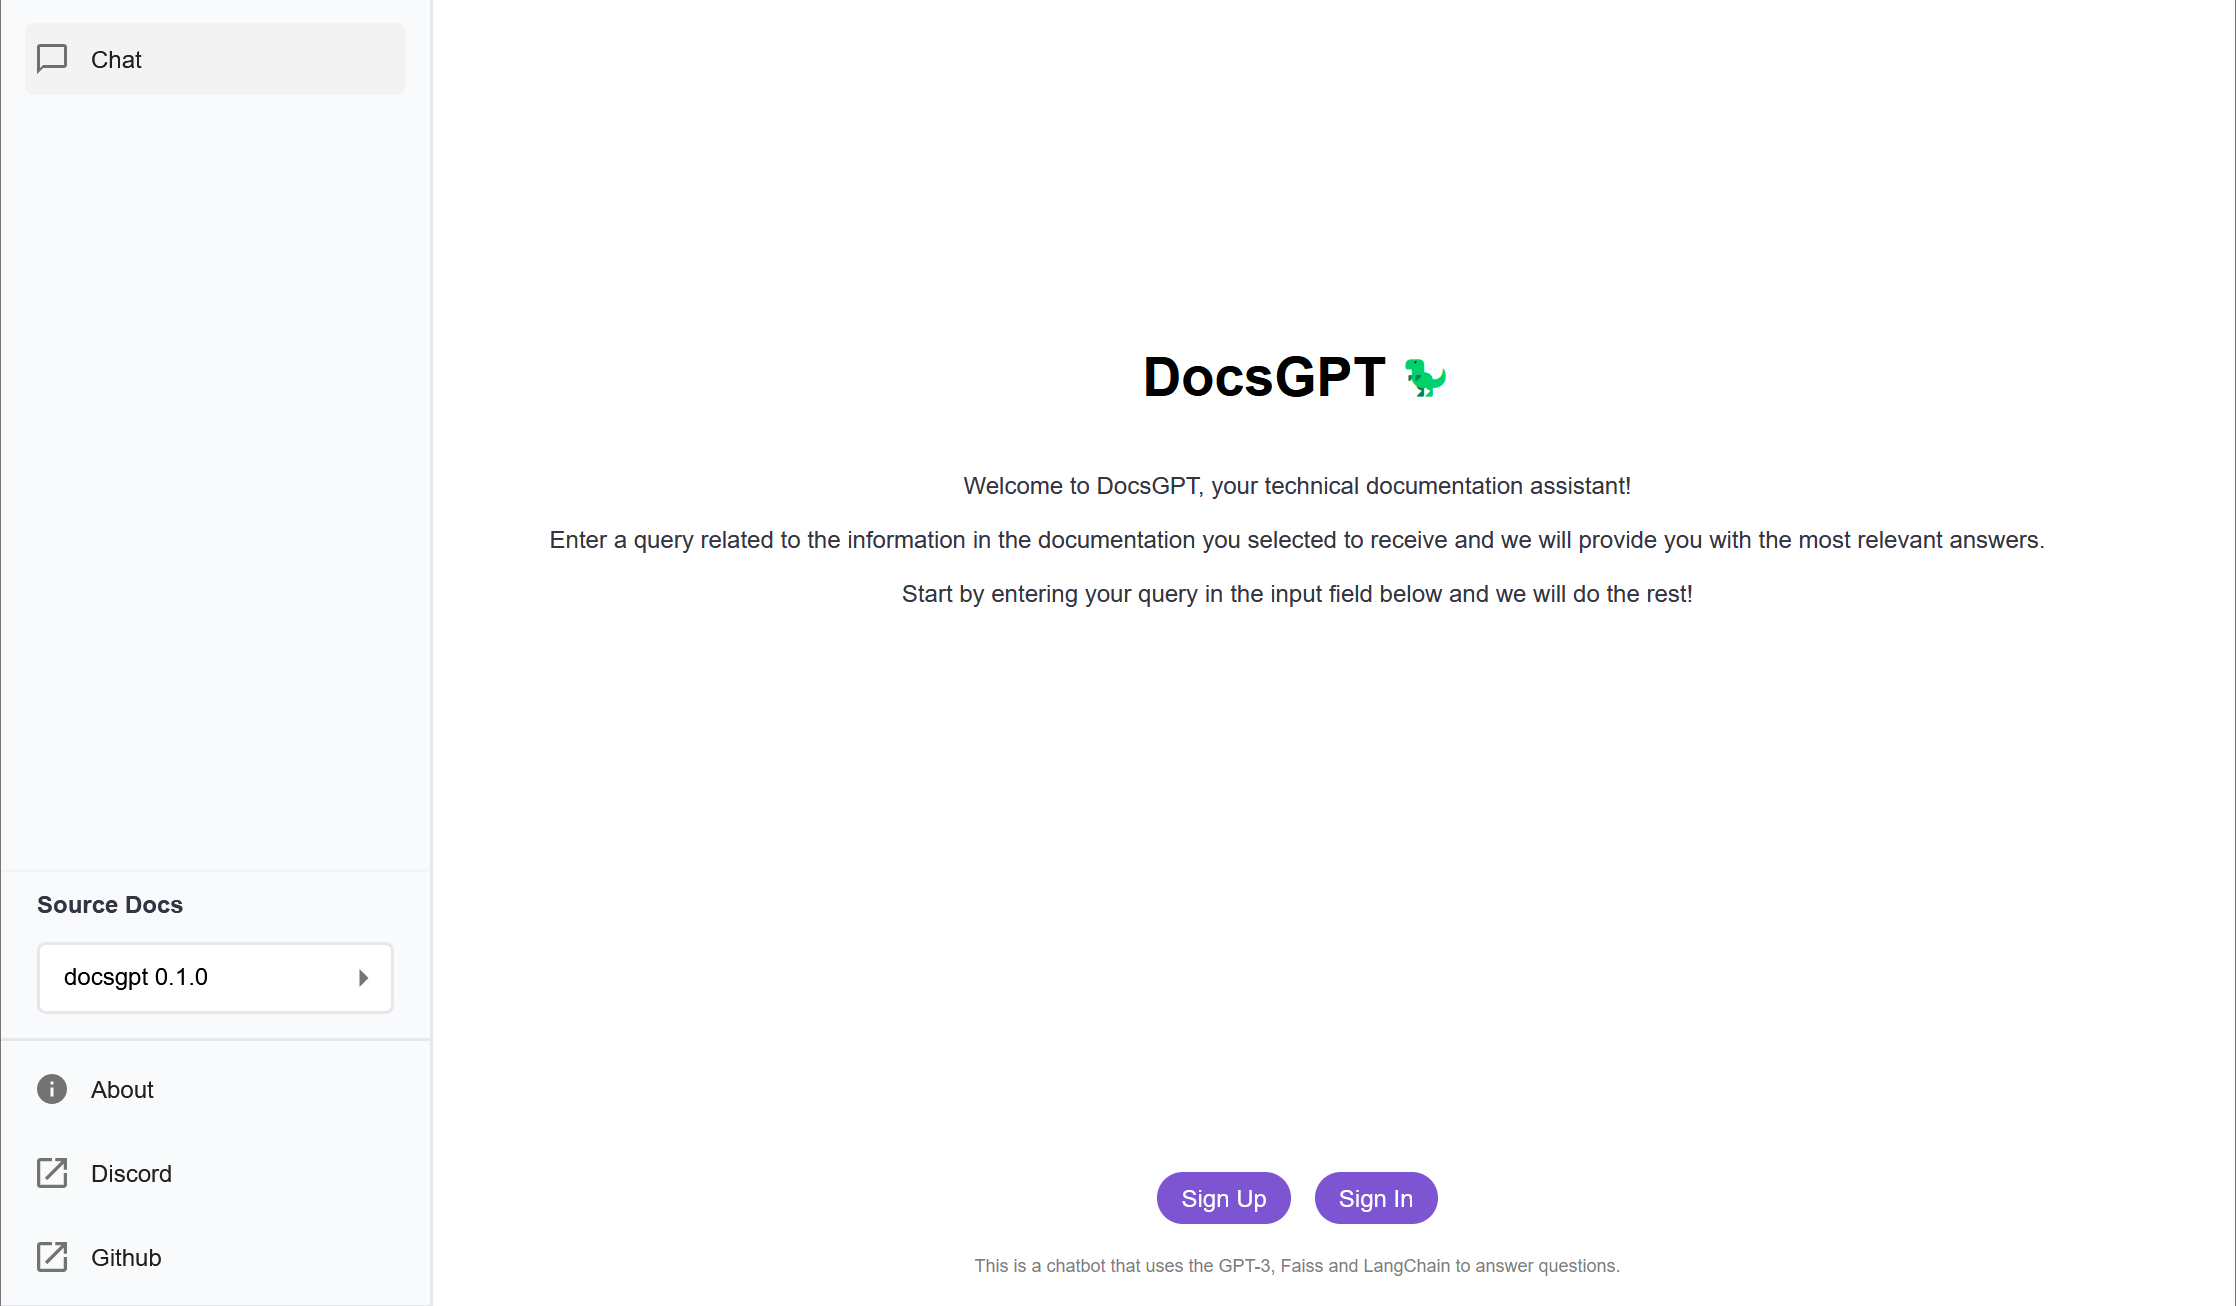 Chat
DocsGPT
Welcome to DocsGPT, your technical documentation assistant!
Enter a query related to the information in the documentation you selected to receive and we will provide you with the most relevant answers.
Start by entering your query in the input field below and we will do the rest!
Source Docs
docsgpt 0.1.0
About
Discord
Github
Sign Up
Sign In
This is a chatbot that uses the GPT-3, Faiss and LangChain to answer questions.